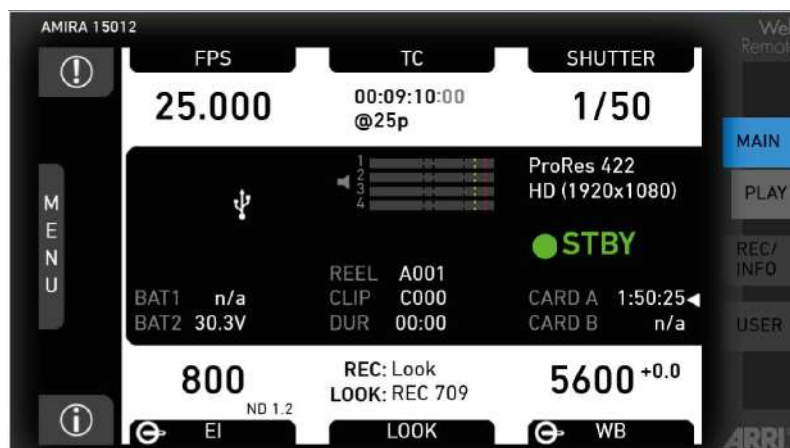 AMIRA 15012
Remo
FPS
TC
SHUTTER
25.000
00:09:10:00
@25p
1/50
MAIN
PLAY
REC/
INFO
USER
MENU
1
2
3
4
ProRes 422
HD (1920x1080)
STBY
REEL A001
BAT1 n/a
CLIP C000
CARD A 1:50:25
BAT2 30.3V
DUR 00:00
CARD B n/a
800
ND 1.2
REC: Look
LOOK: REC 709
5600 +0.0
EI
LOOK
WB
ARRI